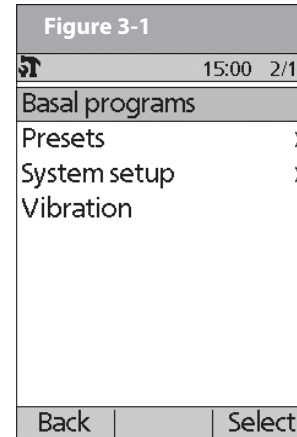 Figure 3-1
15:00 2/1
Basal programs
Presets
System setup
Vibration
Back Select